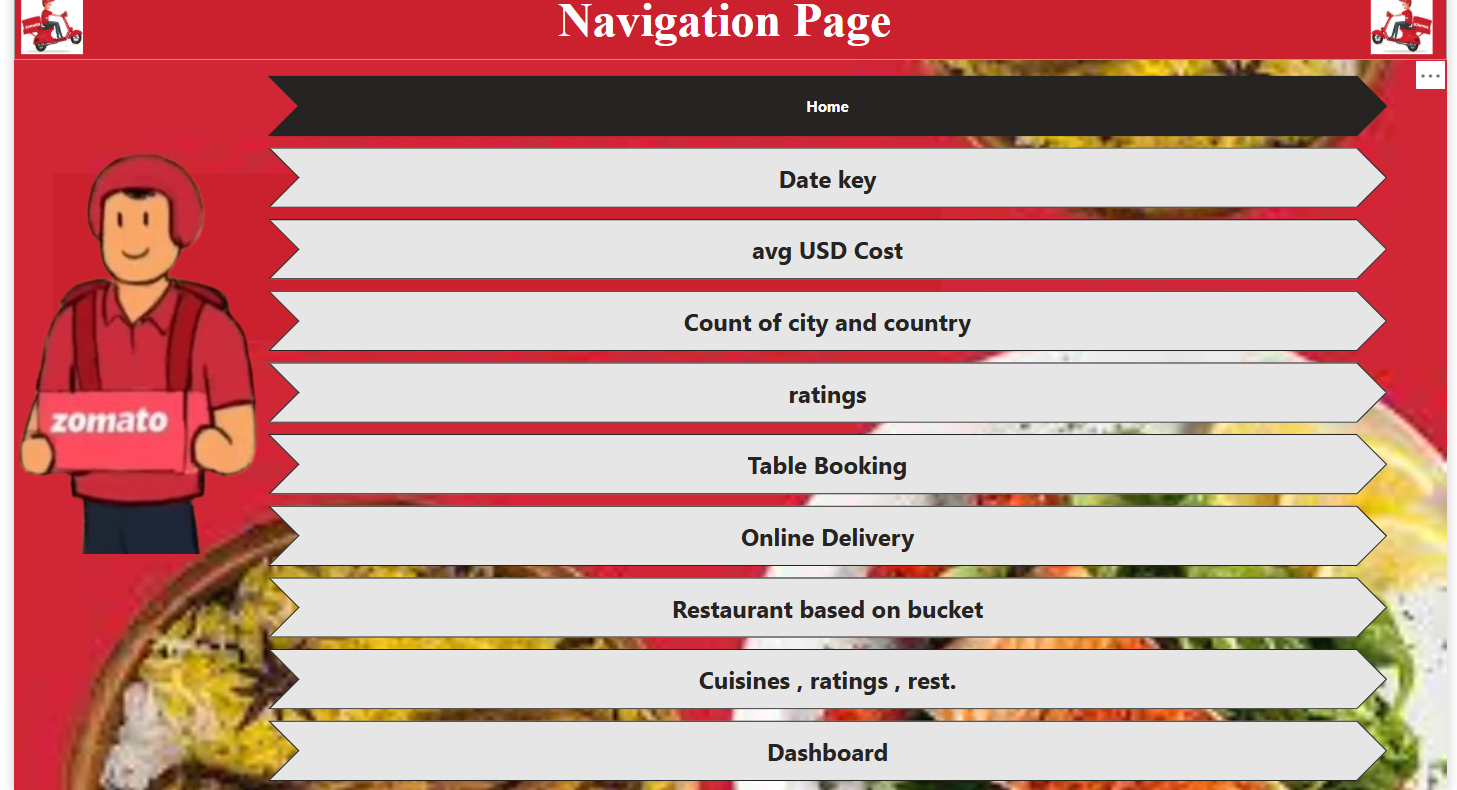 Navigation Page
Home
Date key
avg USD Cost
Count of city and country
ratings
zomato
Table Booking
Online Delivery
Restaurant based on bucket
Cuisines , ratings , rest.
Dashboard